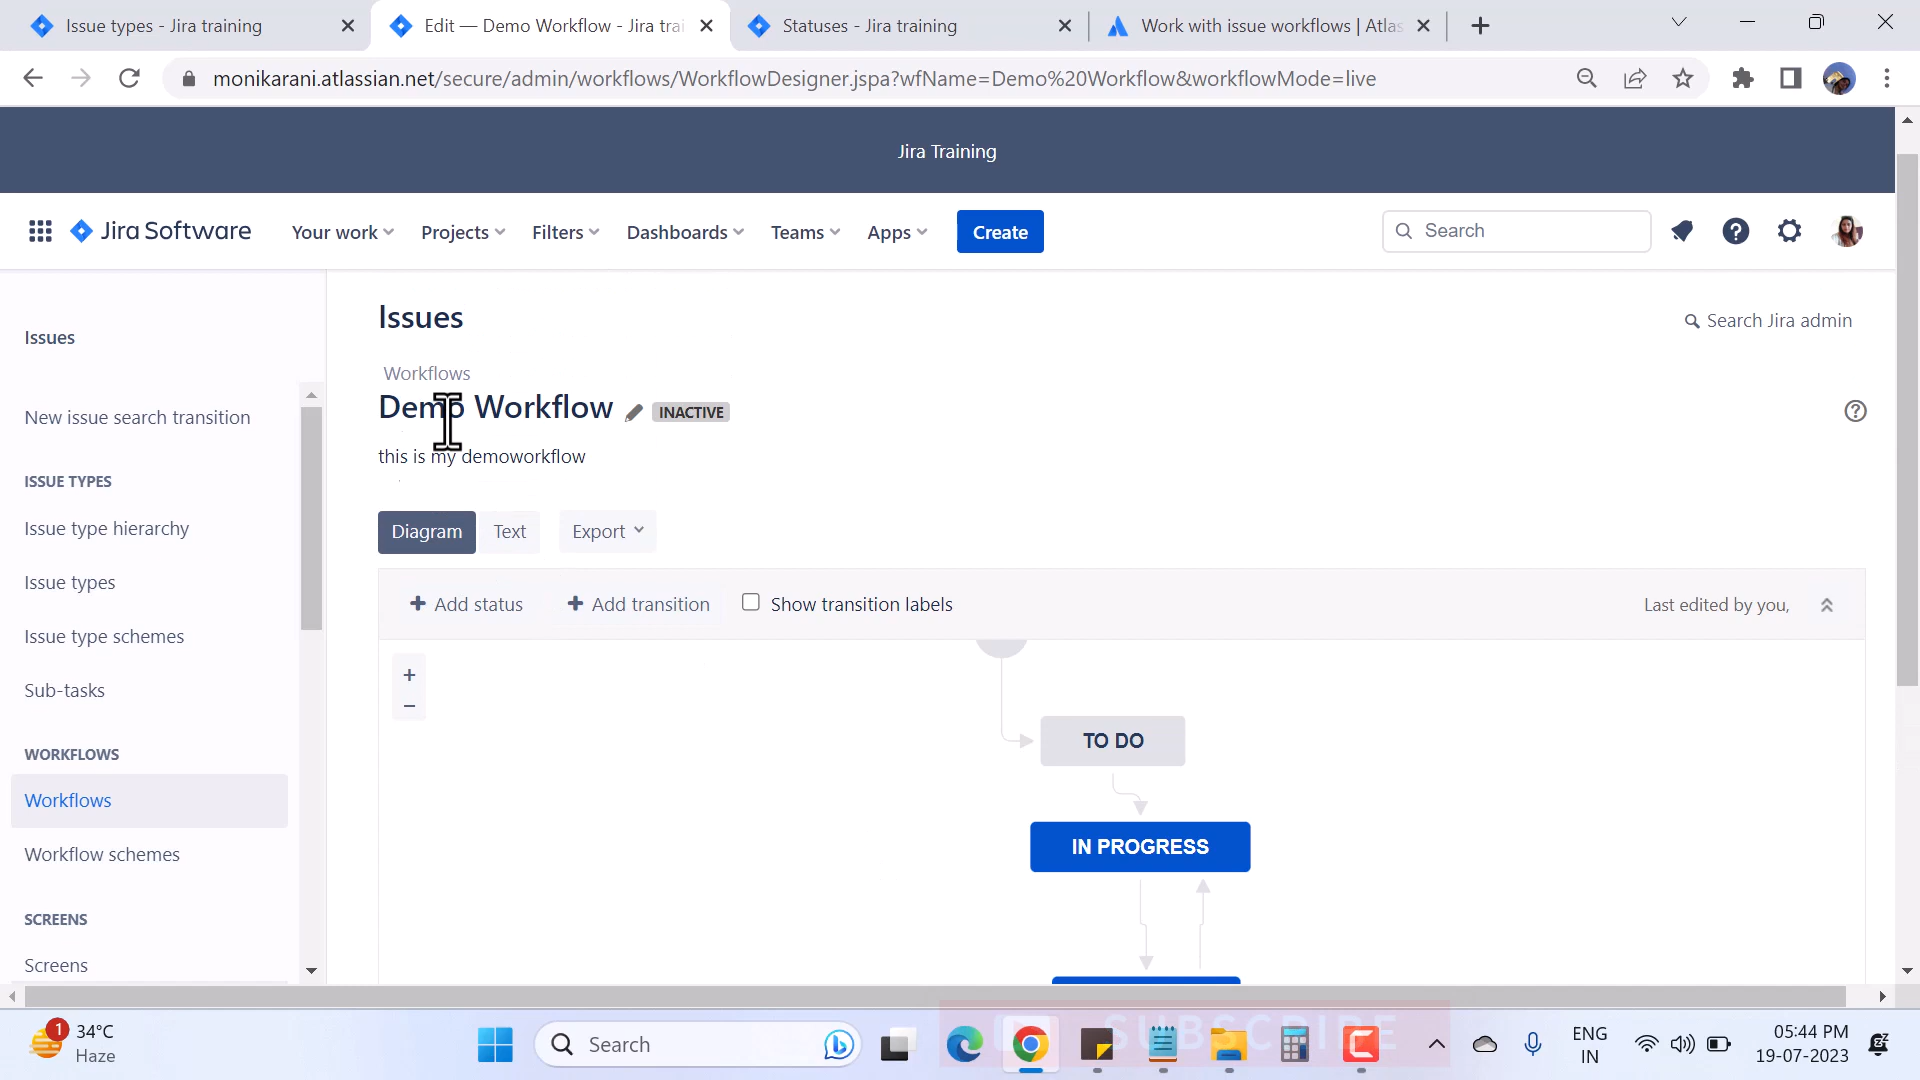 Issue types - Jira training
Edit — Demo Workflow - Jira trai
Statuses - Jira training
Work with issue workflows | Atlas
monikarani.atlassian.net/secure/admin/workflows/WorkflowDesigner.jspa?wfName=Demo%20Workflow&workflowMode=live
Jira Training
Jira Software
Your work
Projects
Filters
Dashboards
Teams
Apps
Create
Search
Issues
New issue search transition
ISSUE TYPES
Issue type hierarchy
Issue types
Issue type schemes
Sub-tasks
WORKFLOWS
Workflows
Workflow schemes
SCREENS
Screens
Issues
Search Jira admin
Workflows
Demo Workflow
INACTIVE
this is my demoworkflow
Diagram
Text
Export
Add status
Add transition
Show transition labels
Last edited by you,
TO DO
IN PROGRESS
SUBSCRIBE
1
34°C
Haze
Search
ENG
IN
05:44 PM
19-07-2023